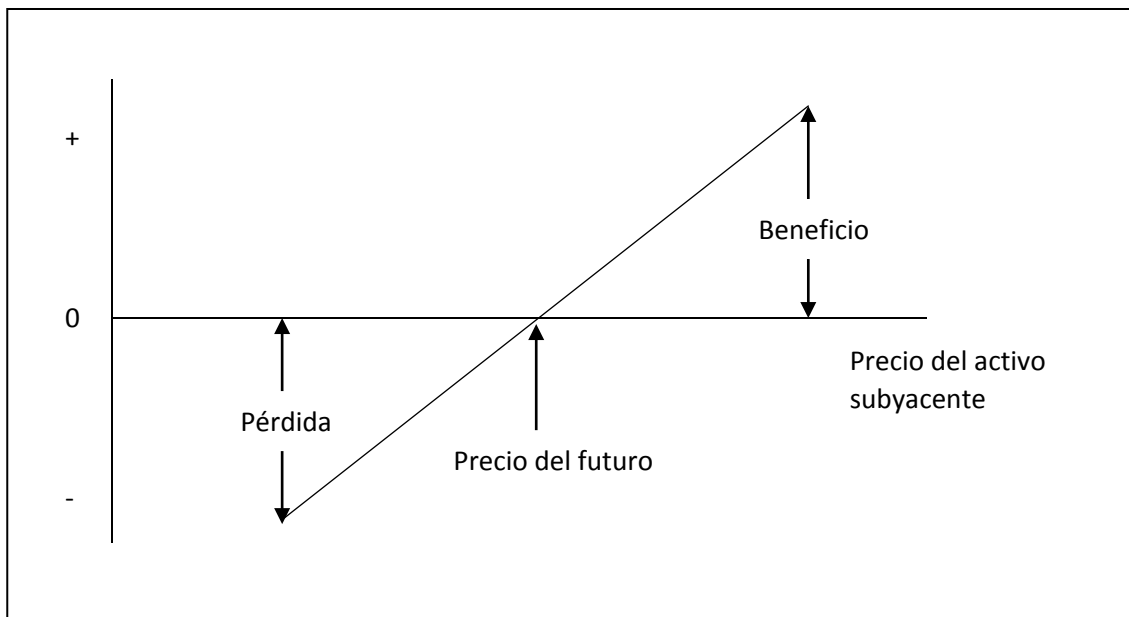 +
Beneficio
0
Precio del activo
subyacente
Pérdida
Precio del futuro
-